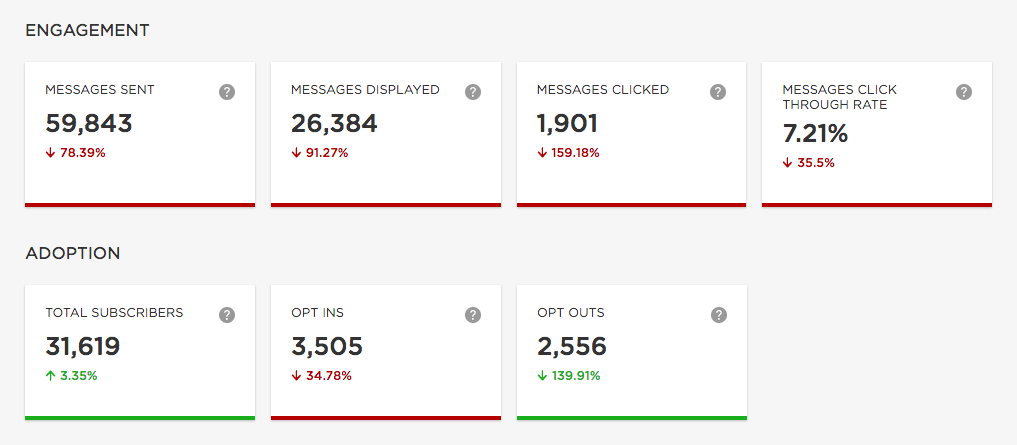 ENGAGEMENT
MESSAGES SENT
?
59,843
↓ 78.39%
MESSAGES DISPLAYED
?
26,384
↓ 91.27%
MESSAGES CLICKED
?
1,901
↓ 159.18%
MESSAGES CLICK
THROUGH RATE
?
7.21%
↓ 35.5%
ADOPTION
TOTAL SUBSCRIBERS
?
31,619
↑ 3.35%
OPT INS
?
3,505
↓ 34.78%
OPT OUTS
?
2,556
↓ 139.91%